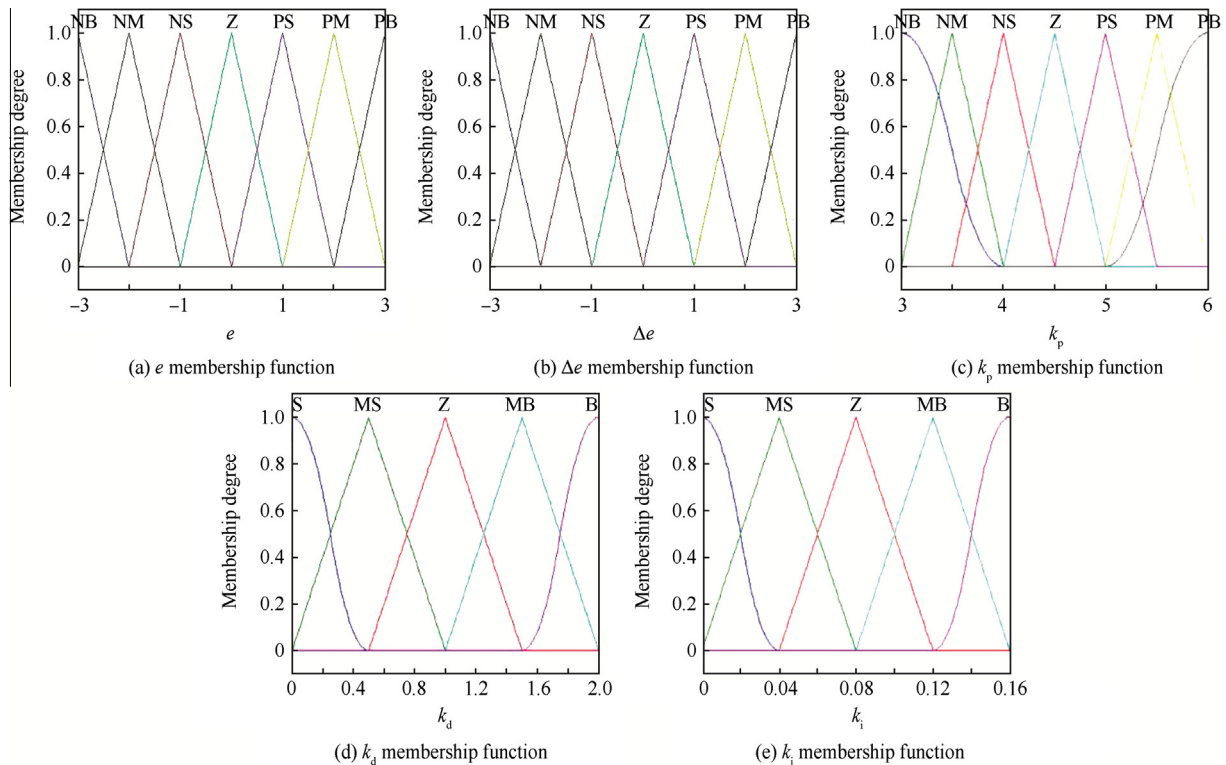 NB NM NS Z PS PM PB
1.0
0.8
0.6
0.4
0.2
0
Membership degree
−3 −1 1 3
e
(a) e membership function
NB NM NS Z PS PM PB
1.0
0.8
0.6
0.4
0.2
0
Membership degree
−3 −1 1 3
Δe
(b) Δe membership function
NB NM NS Z PS PM PB
1.0
0.8
0.6
0.4
0.2
0
Membership degree
3 4 5 6
kp
(c) kp membership function
S MS Z MB B
1.0
0.8
0.6
0.4
0.2
0
Membership degree
0 0.4 0.8 1.2 1.6 2.0
kd
(d) kd membership function
S MS Z MB B
1.0
0.8
0.6
0.4
0.2
0
Membership degree
0 0.04 0.08 0.12 0.16
ki
(e) ki membership function